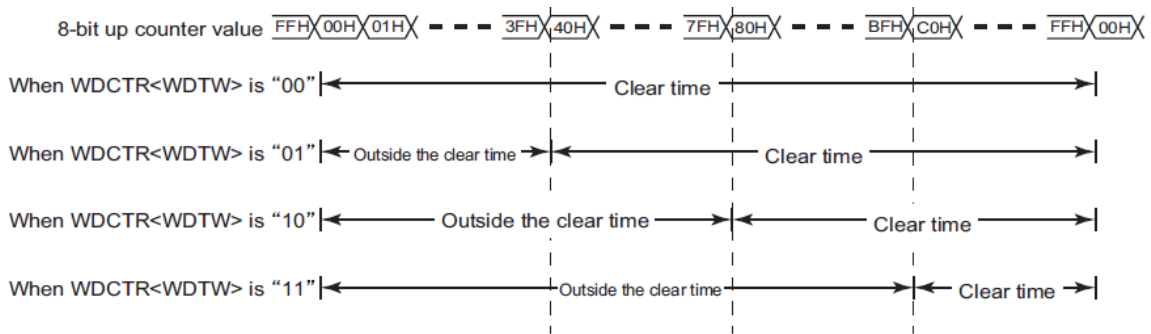 8-bit up counter value FFH 00H 01H 3FH 40H 7FH 80H BFH C0H FFH 00H
When WDCTR<WDTW> is “00” Clear time
When WDCTR<WDTW> is “01” Outside the clear time Clear time
When WDCTR<WDTW> is “10” Outside the clear time Clear time
When WDCTR<WDTW> is “11” Outside the clear time Clear time